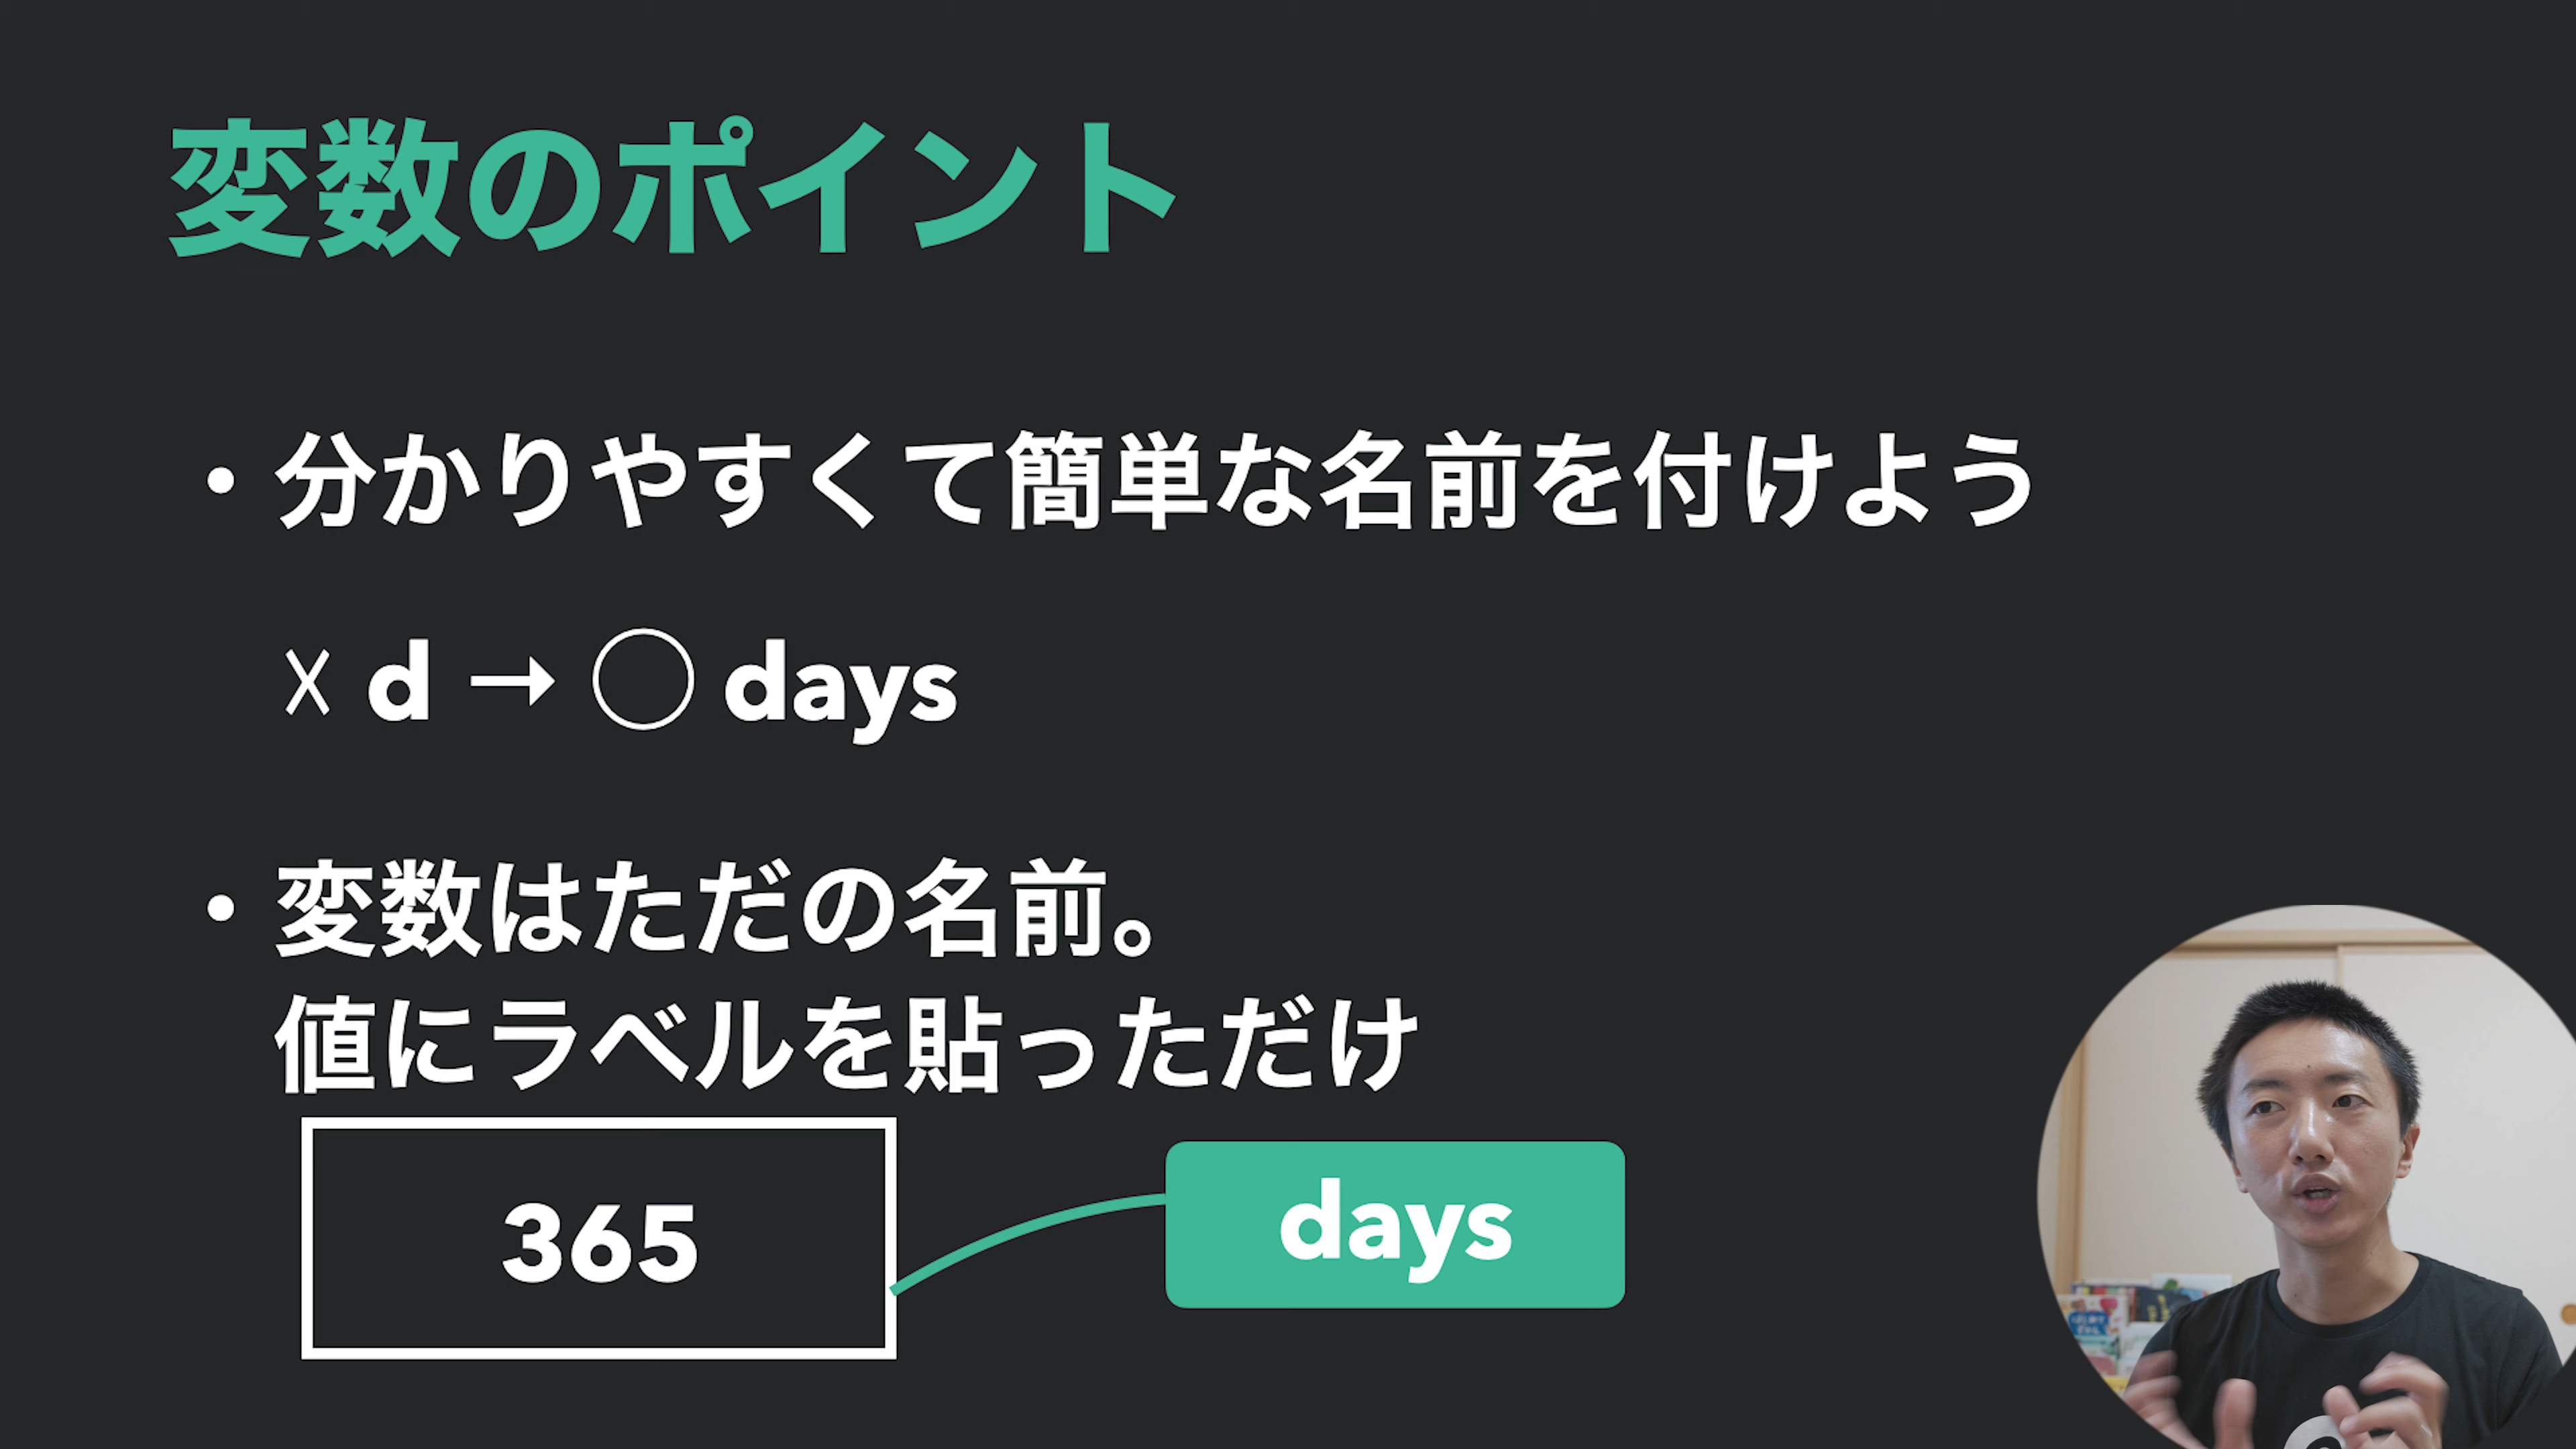 変数のポイント
・分かりやすくて簡単な名前を付けよう
☓ d → ◯ days
・変数はただの名前。
値にラベルを貼っただけ
365
days